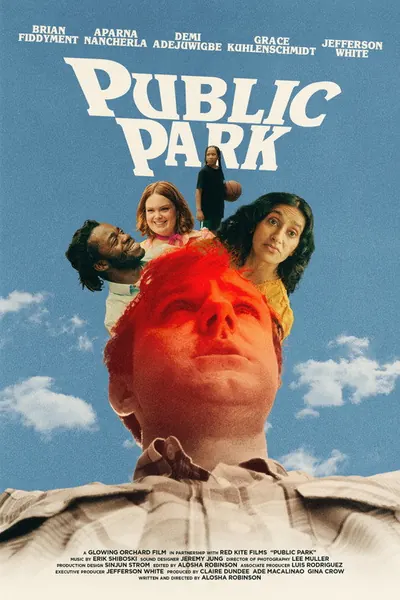 BRIAN FIDDYMENT
APARNA NANCHERLA
DEMI ADEJUWIGBE
GRACE KUHLENSCHMIDT
JEFFERSON WHITE
PUBLIC
PARK
A GLOWING ORCHARD FILM IN PARTNERSHIP WITH RED KITE FILMS "PUBLIC PARK"
MUSIC BY ERIK SHIBOSKI SOUND DESIGNER JEREMY JUNG DIRECTOR OF PHOTOGRAPHY LEE MULLER
PRODUCTION DESIGN SINJUN STROM EDITED BY ALOSHA ROBINSON ASSOCIATE PRODUCER LUIS RODRIGUEZ
EXECUTIVE PRODUCER JEFFERSON WHITE PRODUCED BY CLAIRE DUNDEE ADE MACALINAO GINA CROW
WRITTEN AND DIRECTED BY ALOSHA ROBINSON